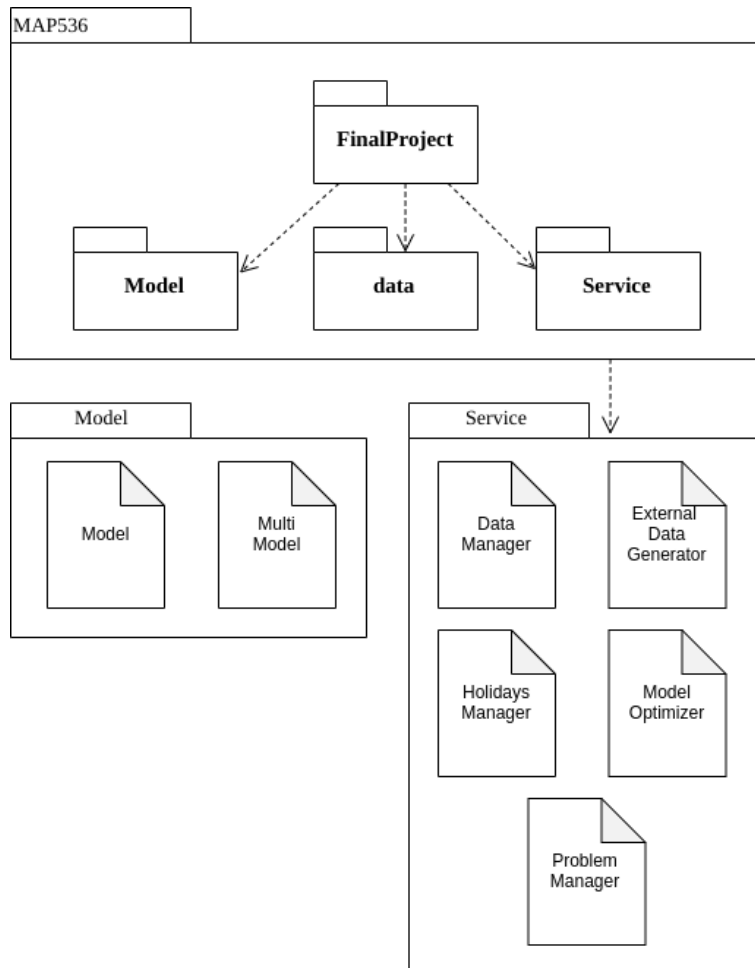 MAP536
FinalProject
Model
data
Service
Model
Service
Model
Multi
Model
Data
Manager
External
Data
Generator
Holidays
Manager
Model
Optimizer
Problem
Manager